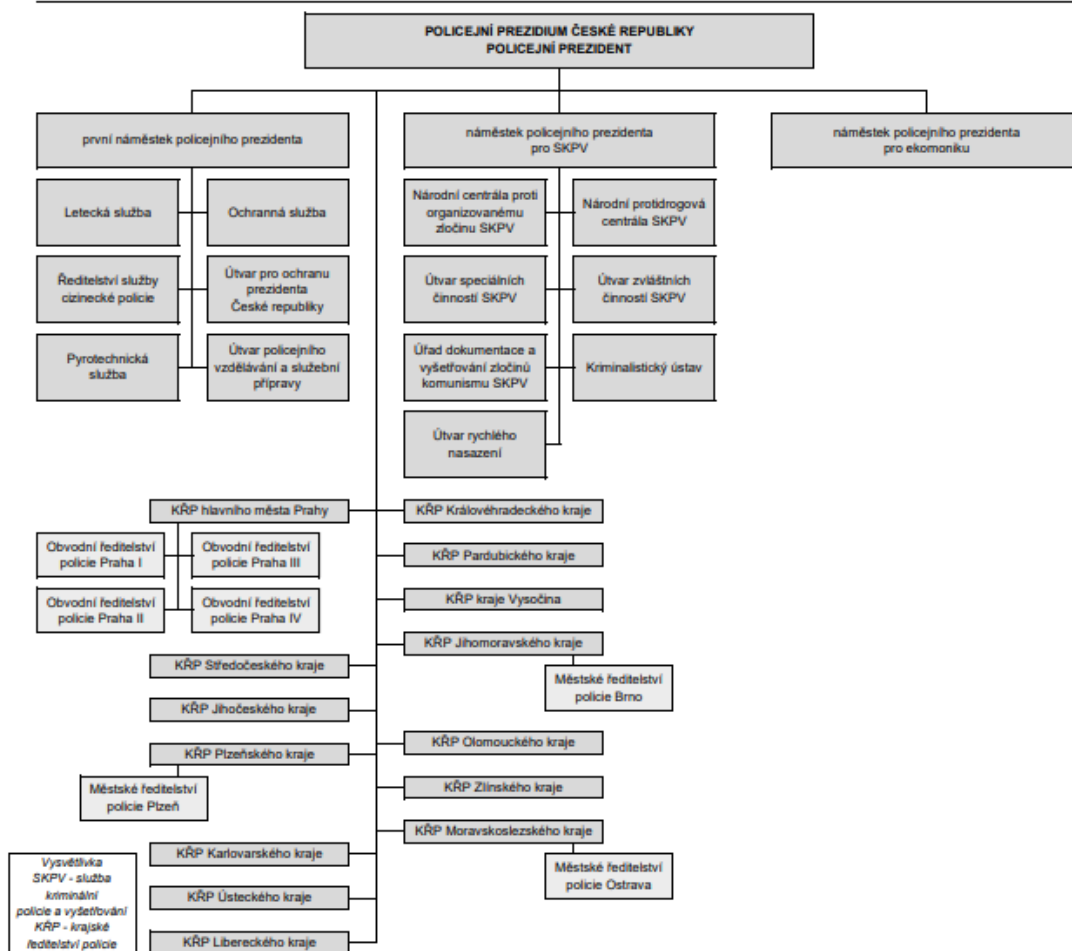 POLICEJNÍ PREZIDIUM ČESKÉ REPUBLIKY
POLICEJNÍ PREZIDENT
první náměstek policejního prezidenta
náměstek policejního prezidenta
pro SKPV
náměstek policejního prezidenta
pro ekomoniku
Letecká služba
Ochranná služba
Ředitelství služby
cizinecké policie
Útvar pro ochranu
prezidenta
České republiky
Pyrotechnická
služba
Útvar policejního
vzdělávání a služební
přípravy
Národní centrála proti
organizovanému
zločinu SKPV
Národní protidrogová
centrála SKPV
Útvar speciálních
činností SKPV
Útvar zvláštních
činností SKPV
Úřad dokumentace a
vyšetřování zločinů
komunismu SKPV
Kriminalistický ústav
Útvar rychlého
nasazení
KŘP hlavního města Prahy
Obvodní ředitelství
policie Praha I
Obvodní ředitelství
policie Praha III
Obvodní ředitelství
policie Praha II
Obvodní ředitelství
policie Praha IV
KŘP Středočeského kraje
KŘP Jihočeského kraje
KŘP Plzeňského kraje
Městské ředitelství
policie Plzeň
KŘP Karlovarského kraje
KŘP Ústeckého kraje
KŘP Libereckého kraje
KŘP Královéhradeckého kraje
KŘP Pardubického kraje
KŘP kraje Vysočina
KŘP Jihomoravského kraje
Městské ředitelství
policie Brno
KŘP Olomouckého kraje
KŘP Zlínského kraje
KŘP Moravskoslezského kraje
Městské ředitelství
policie Ostrava
Vysvětlivka
SKPV - služba
kriminální
policie a vyšetřování
KŘP - krajské
ředitelství policie